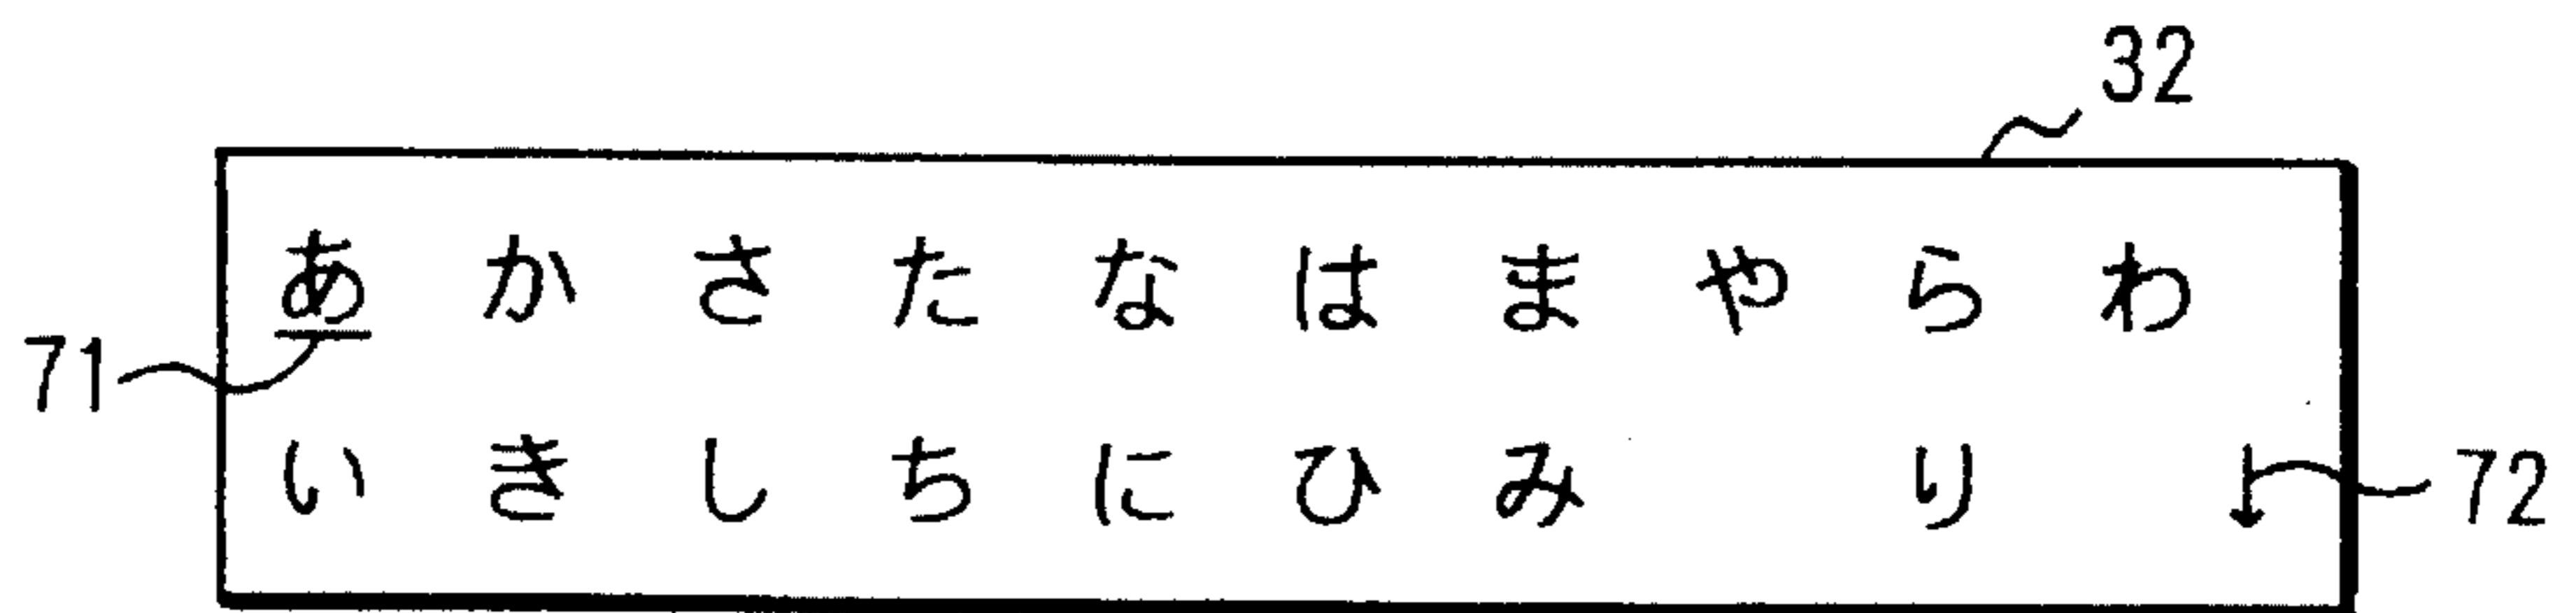 32
あ か さ た な は ま や ら わ
71
い き し ち に ひ み り ↓
72